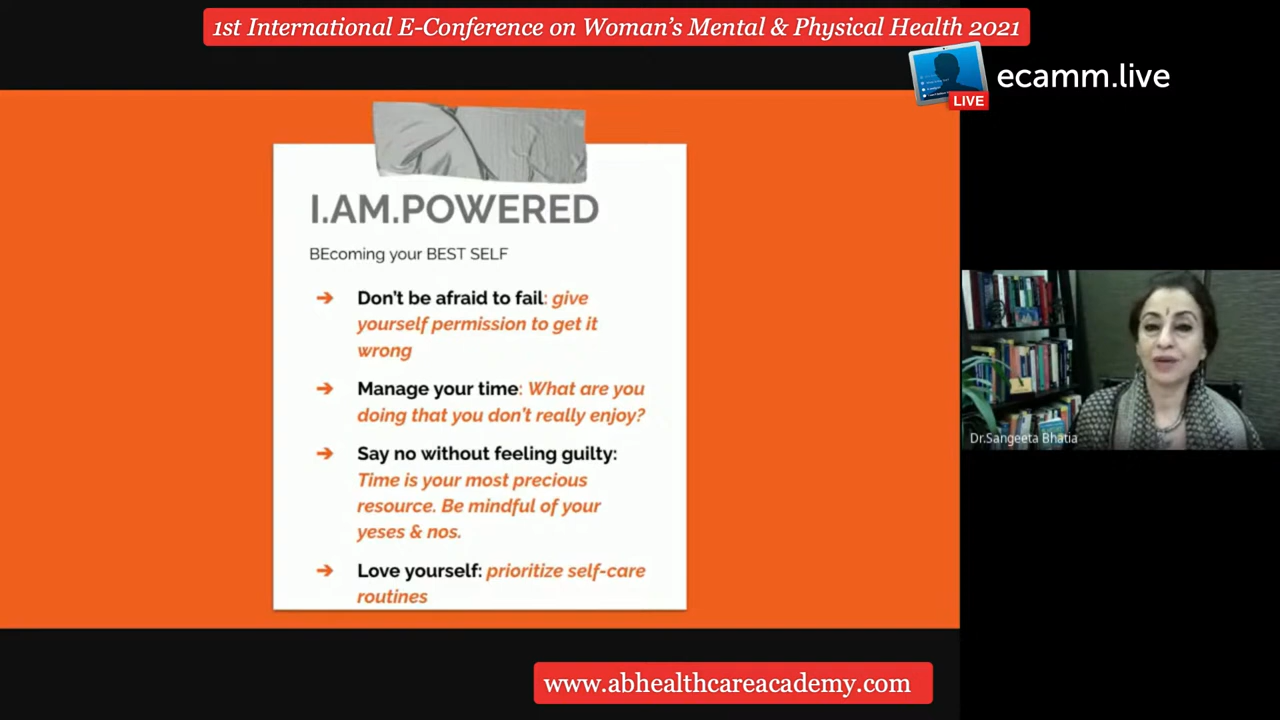 1st International E-Conference on Woman's Mental & Physical Health 2021
ecamm.live
LIVE
I.AM.POWERED
BEcoming your BEST SELF
➔ Don't be afraid to fail: give
yourself permission to get it
wrong
➔ Manage your time: What are you
doing that you don't really enjoy?
➔ Say no without feeling guilty:
Time is your most precious
resource. Be mindful of your
yeses & nos.
➔ Love yourself: prioritize self-care
routines
Dr.Sangeeta Bhatia
www.abhealthcareacademy.com